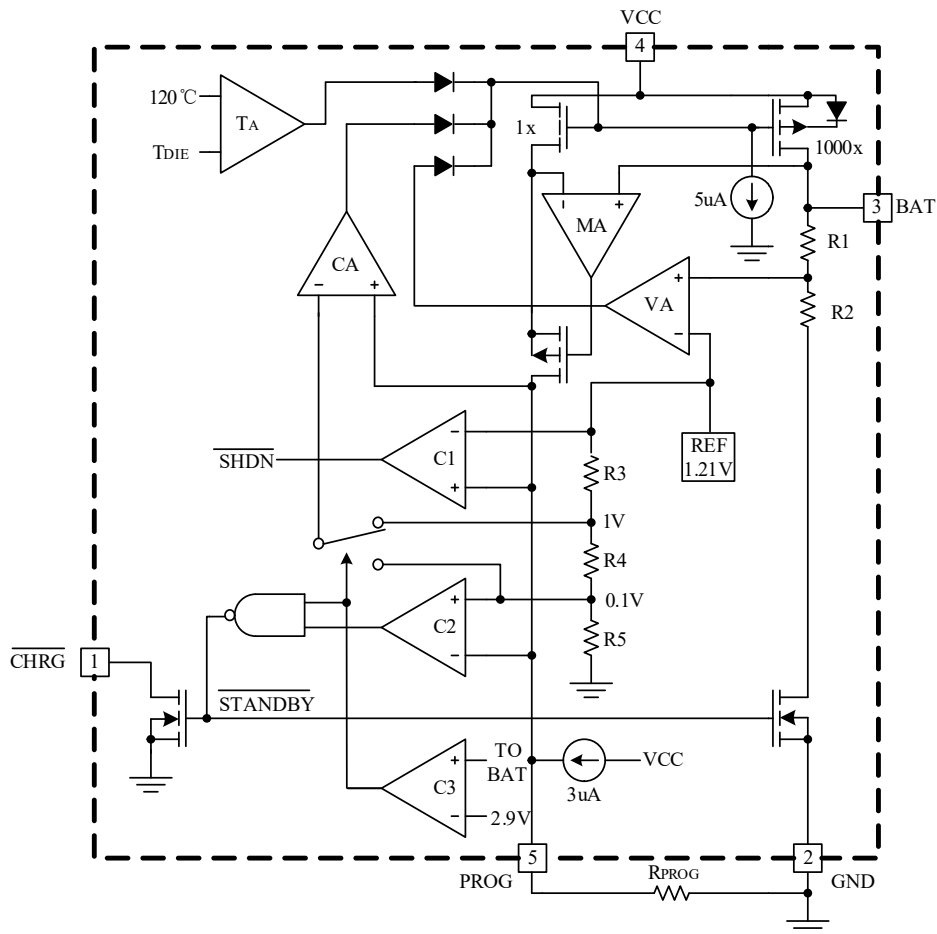 VCC
4
120℃
TA
TDIE
1x
1000x
5uA
3
BAT
MA
R1
CA
VA
R2
− +
− +
+
−
REF
1.21V
SHDN
−
C1
+
R3
1V
R4
0.1V
+
C2
−
R5
CHRG
1
STANDBY
+
TO
BAT
C3
−
2.9V
VCC
3uA
5
PROG
RPROG
2
GND